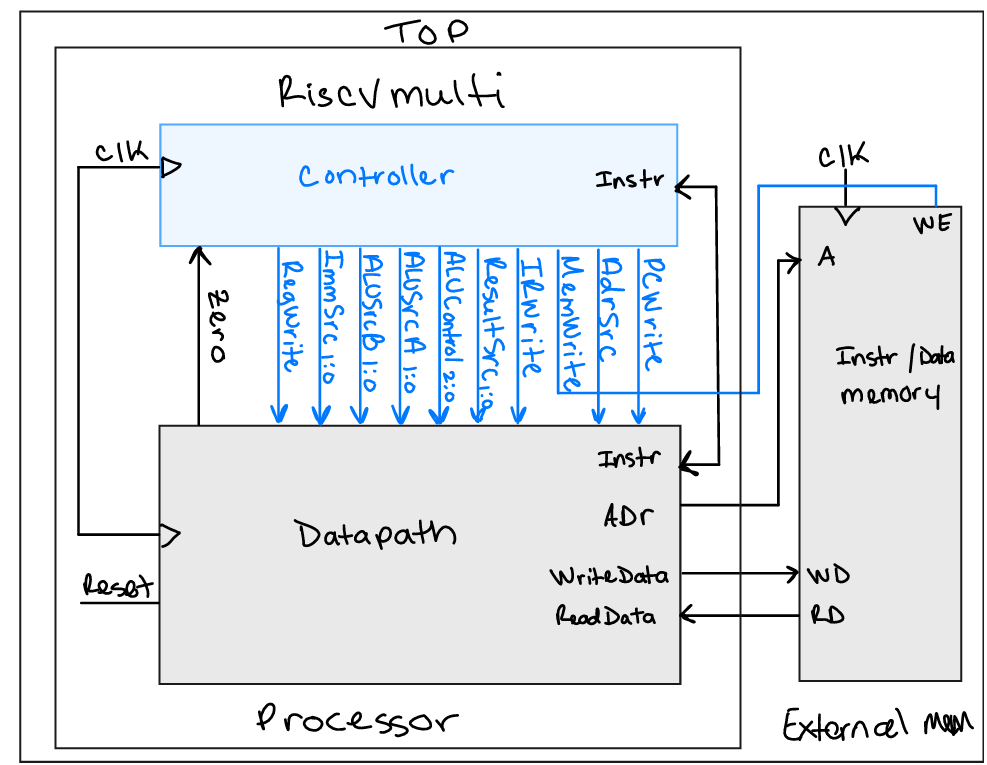 TOP
RiscVmulti
clk
Controller
Instr
clk
WE
A
Zero
RegWrite
ImmSrc 1:0
ALUSrcB 1:0
ALUSrcA 1:0
ALUControl 2:0
ResultSrc 1:0
IRWrite
MemWrite
AdrSrc
PCWrite
Instr / Data
memory
Instr
ADr
Datapath
WriteData
WD
Reset
ReadData
RD
Processor
External mem